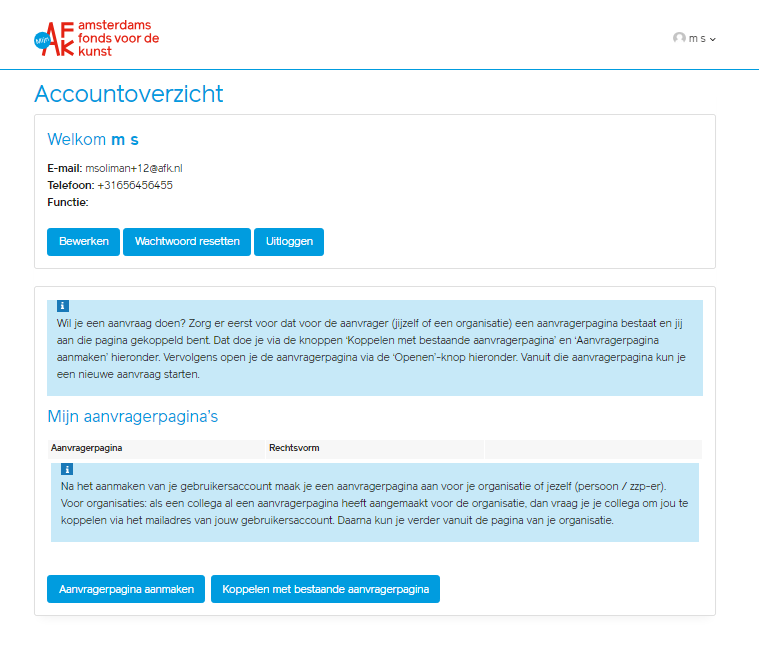 Mijn
AFK
amsterdams
fonds voor de
kunst
m s
Accountoverzicht
Welkom m s
E-mail: msoliman+12@afk.nl
Telefoon: +31656456455
Functie:
Bewerken Wachtwoord resetten Uitloggen
i
Wil je een aanvraag doen? Zorg er eerst voor dat voor de aanvrager (jijzelf of een organisatie) een aanvragerpagina bestaat en jij
aan die pagina gekoppeld bent. Dat doe je via de knoppen ‘Koppelen met bestaande aanvragerpagina’ en ‘Aanvragerpagina
aanmaken’ hieronder. Vervolgens open je de aanvragerpagina via de ‘Openen’-knop hieronder. Vanuit die aanvragerpagina kun je
een nieuwe aanvraag starten.
Mijn aanvragerpagina’s
Aanvragerpagina Rechtsvorm
i
Na het aanmaken van je gebruikersaccount maak je een aanvragerpagina aan voor je organisatie of jezelf (persoon / zzp-er).
Voor organisaties: als een collega al een aanvragerpagina heeft aangemaakt voor de organisatie, dan vraag je je collega om jou te
koppelen via het mailadres van jouw gebruikersaccount. Daarna kun je verder vanuit de pagina van je organisatie.
Aanvragerpagina aanmaken Koppelen met bestaande aanvragerpagina